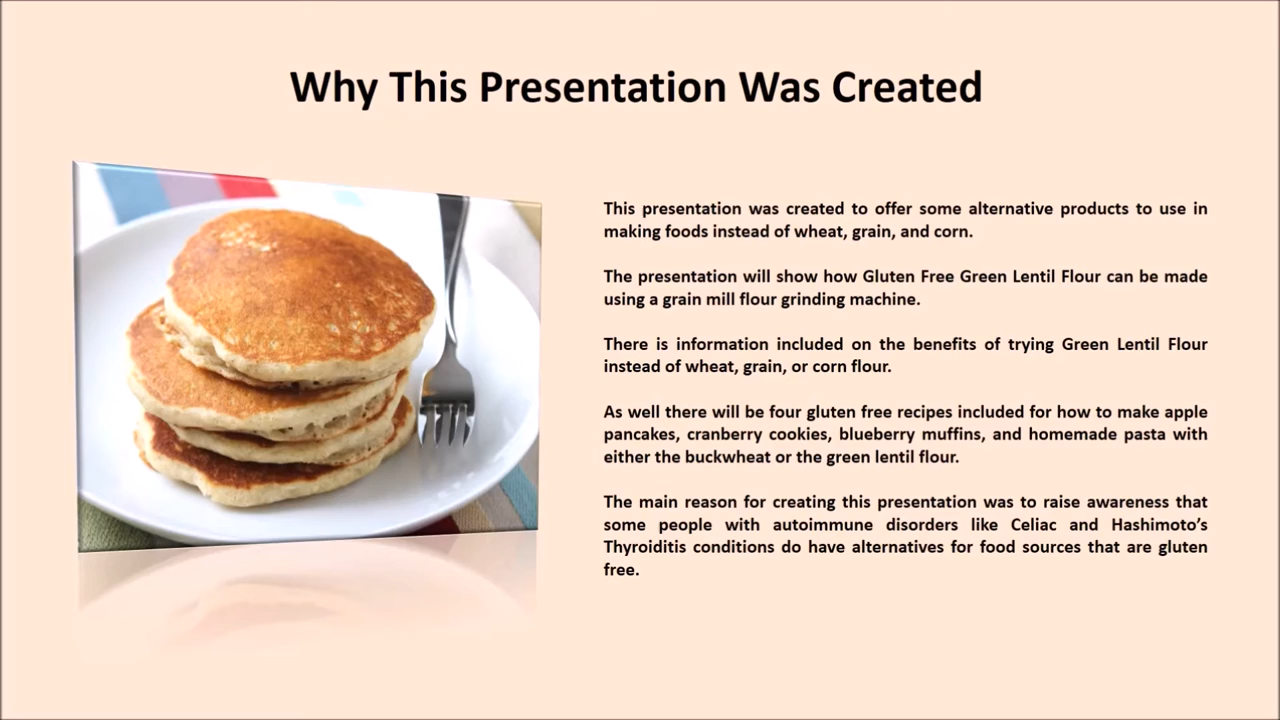 Why This Presentation Was Created
This presentation was created to offer some alternative products to use in
making foods instead of wheat, grain, and corn.
The presentation will show how Gluten Free Green Lentil Flour can be made
using a grain mill flour grinding machine.
There is information included on the benefits of trying Green Lentil Flour
instead of wheat, grain, or corn flour.
As well there will be four gluten free recipes included for how to make apple
pancakes, cranberry cookies, blueberry muffins, and homemade pasta with
either the buckwheat or the green lentil flour.
The main reason for creating this presentation was to raise awareness that
some people with autoimmune disorders like Celiac and Hashimoto’s
Thyroiditis conditions do have alternatives for food sources that are gluten
free.